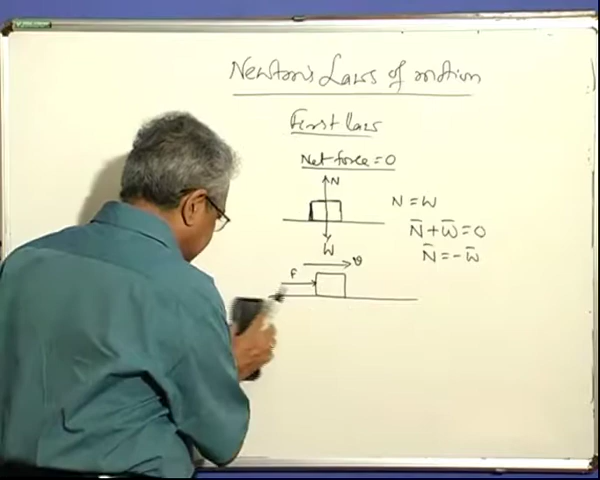 Newton's Laws of motion
First law
Net force = 0
N
N = W
N̄ + W̄ = 0
W
N̄ = -W̄
v
F